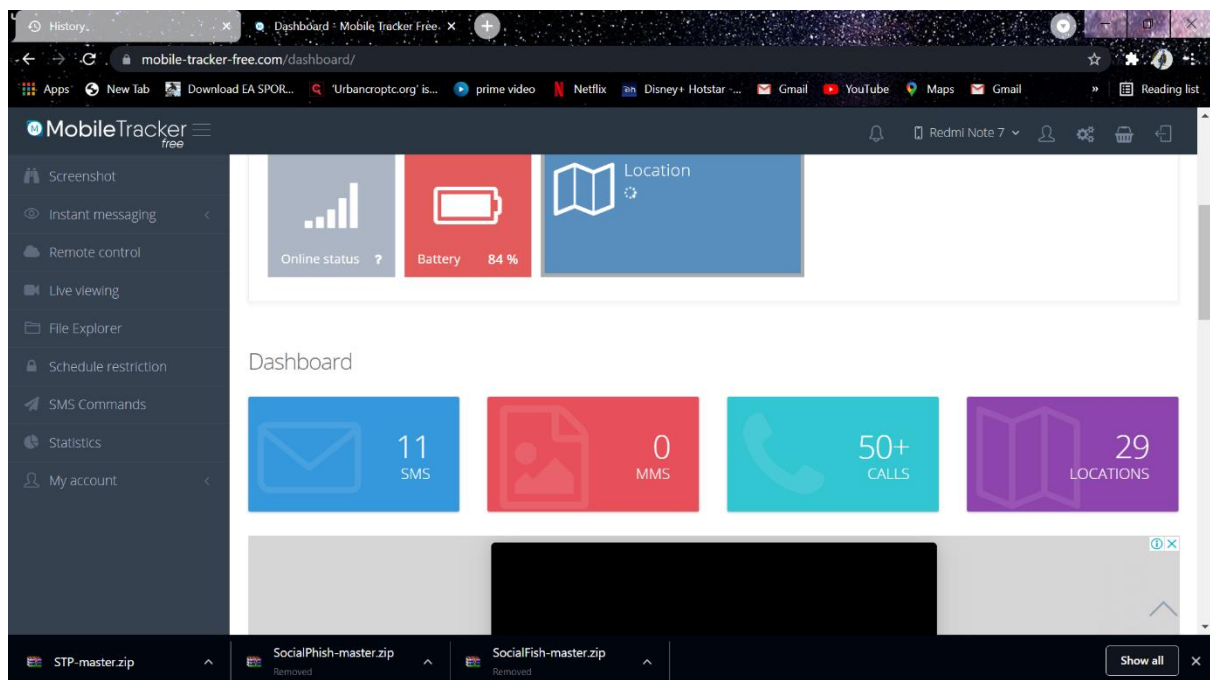 History
Dashboard - Mobile Tracker Free
mobile-tracker-free.com/dashboard/
Apps New Tab Download EA SPOR... 'Urbancroptc.org' is... prime video Netflix Disney+ Hotstar -... Gmail YouTube Maps Gmail » Reading list
MobileTracker free
Redmi Note 7
Screenshot
Instant messaging
Remote control
Live viewing
File Explorer
Schedule restriction
SMS Commands
Statistics
My account
Location
Online status ?
Battery 84 %
Dashboard
11
SMS
0
MMS
50+
CALLS
29
LOCATIONS
STP-master.zip
SocialPhish-master.zip
Removed
SocialFish-master.zip
Removed
Show all